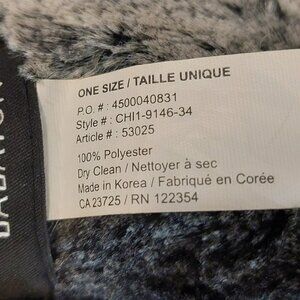 ONE SIZE / TAILLE UNIQUE
P.O. # : 4500040831
Style # : CHI1-9146-34
Article # : 53025
100% Polyester
Dry Clean / Nettoyer à sec
Made in Korea / Fabriqué en Corée
CA 23725 / RN 122354